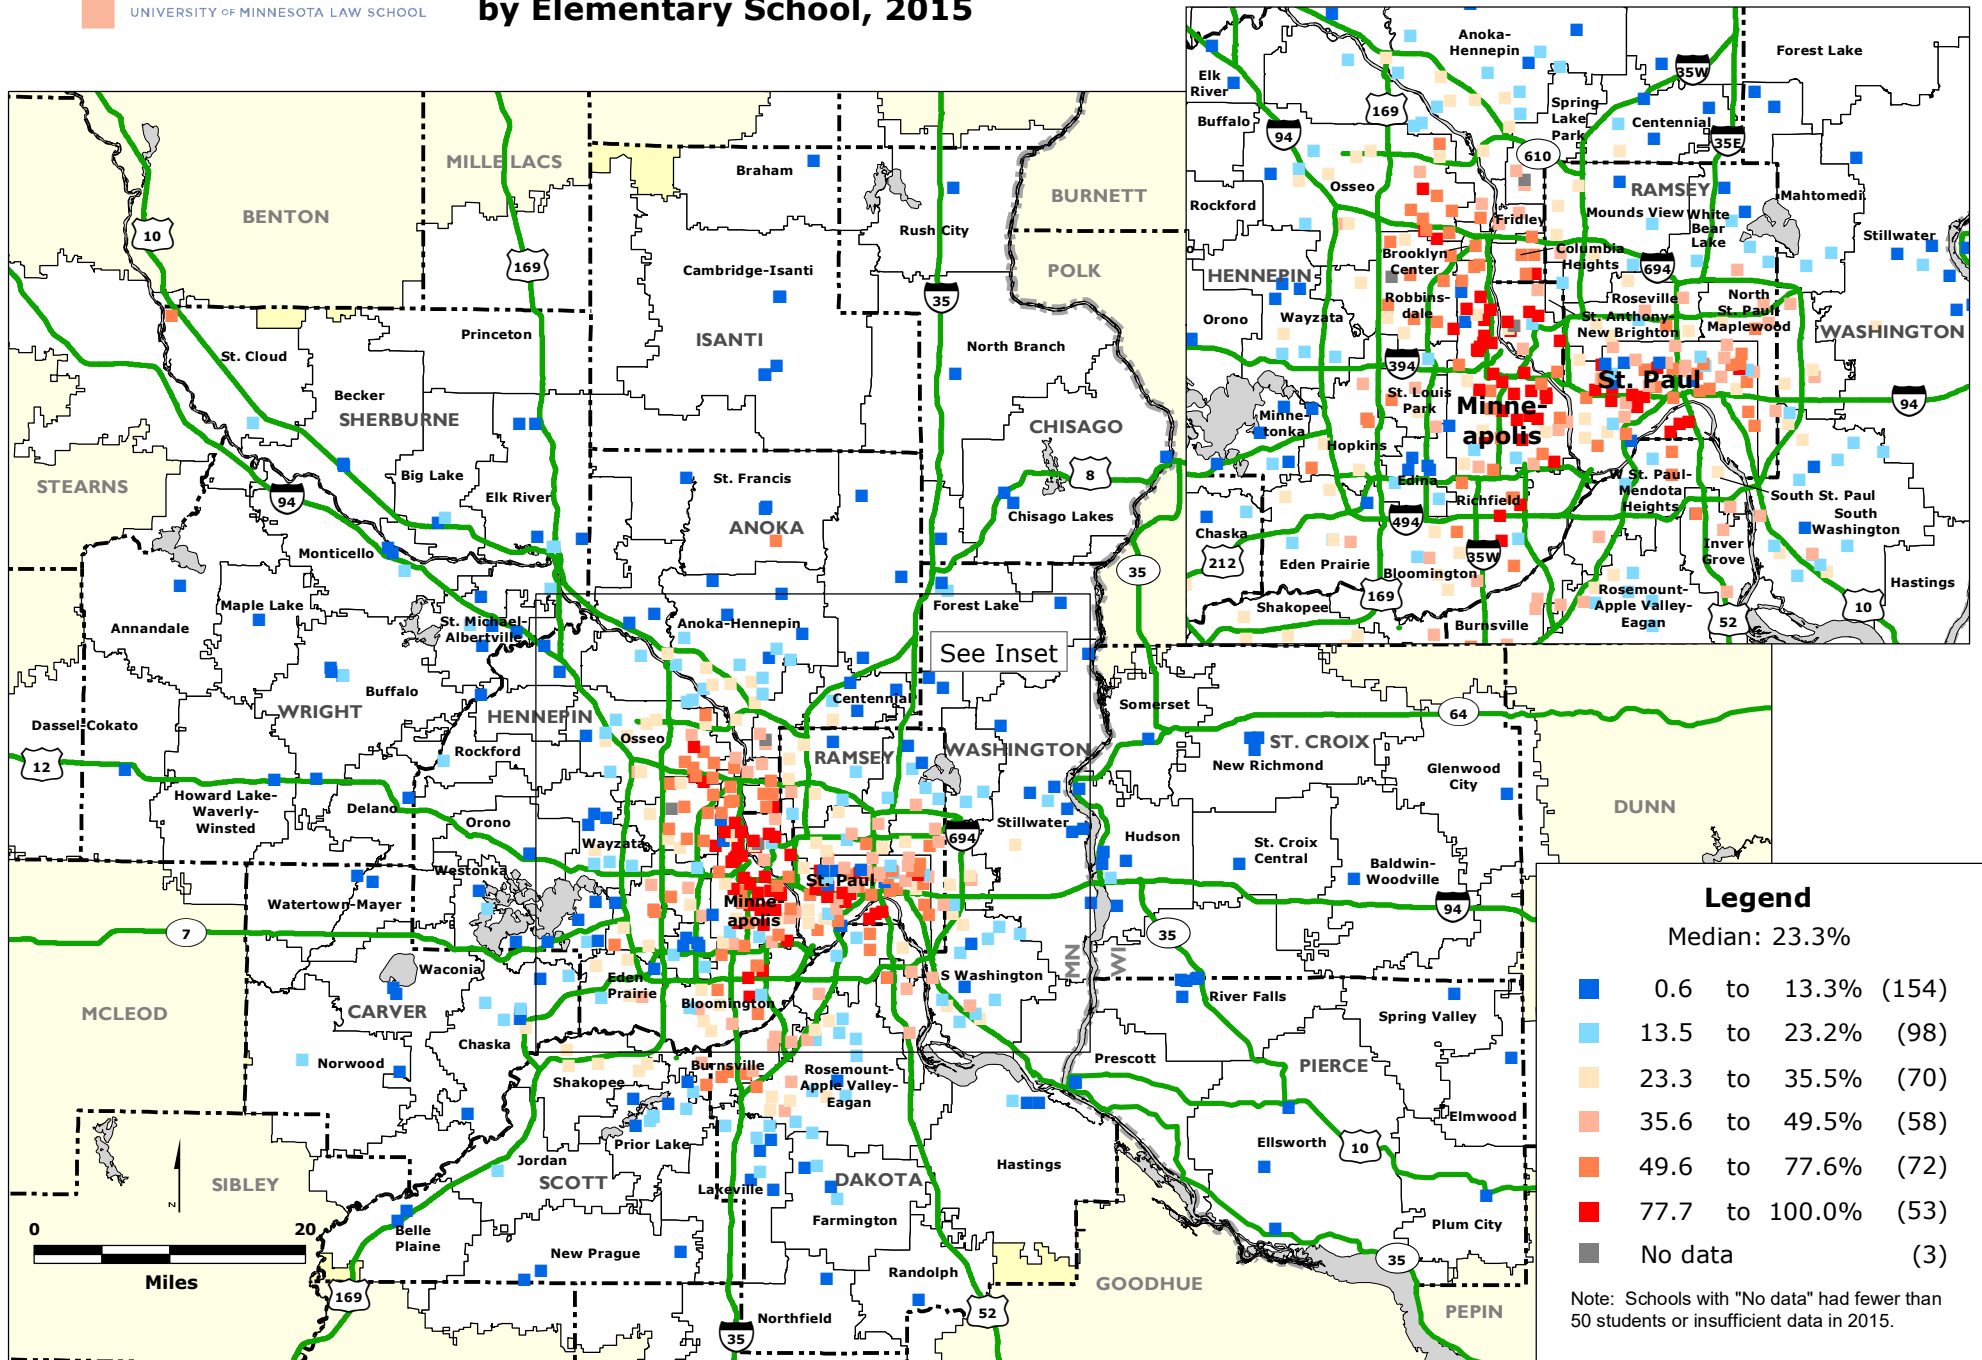 UNIVERSITY OF MINNESOTA LAW SCHOOL
by Elementary School, 2015
BENTON
MILLE LACS
Braham
BURNETT
10
169
Rush City
Cambridge-Isanti
POLK
35
ISANTI
Princeton
North Branch
St. Cloud
Becker
SHERBURNE
CHISAGO
STEARNS
94
Big Lake
Elk River
St. Francis
8
ANOKA
Chisago Lakes
Monticello
35
Annandale
Maple Lake
St. Michael-
Albertville
Anoka-Hennepin
Forest Lake
See Inset
Buffalo
WRIGHT
HENNEPIN
Centennial
Somerset
Dassel-Cokato
12
Rockford
Osseo
RAMSEY
WASHINGTON
64
ST. CROIX
New Richmond
Glenwood
City
DUNN
Howard Lake-
Waverly-
Winsted
Delano
Orono
Wayzata
694
Stillwater
Hudson
St. Croix
Central
Baldwin-
Woodville
Westonka
St. Paul
Minne-
apolis
Watertown-Mayer
7
94
35
MN
WI
Waconia
Eden
Prairie
S Washington
MCLEOD
CARVER
Bloomington
River Falls
Spring Valley
Chaska
Norwood
Prescott
PIERCE
Shakopee
Burnsville
Rosemount-
Apple Valley-
Eagan
Elmwood
Prior Lake
Ellsworth
10
Jordan
Hastings
SIBLEY
SCOTT
Lakeville
DAKOTA
N
0
20
Miles
Belle
Plaine
New Prague
Farmington
Plum City
Randolph
35
169
GOODHUE
PEPIN
Northfield
35
52
Anoka-
Hennepin
Forest Lake
35W
Elk
River
169
Spring
Lake
Park
Buffalo
94
Centennial
35E
610
Osseo
RAMSEY
Mahtomedi
Rockford
Fridley
Mounds View
White
Bear
Lake
Stillwater
Columbia
Heights
Brooklyn
Center
694
HENNEPIN
Robbins-
dale
Roseville
North
St. Paul-
Maplewood
Orono
Wayzata
St. Anthony-
New Brighton
WASHINGTON
394
St. Louis
Park
St. Paul
94
Minne-
tonka
Minne-
apolis
Hopkins
Edina
W St. Paul-
Mendota
Heights
Richfield
South St. Paul
South
Washington
494
Chaska
212
35W
Inver
Grove
Eden Prairie
Bloomington
Hastings
169
Rosemount-
Apple Valley-
Eagan
10
Shakopee
Burnsville
52
Legend
Median: 23.3%
0.6 to 13.3% (154)
13.5 to 23.2% (98)
23.3 to 35.5% (70)
35.6 to 49.5% (58)
49.6 to 77.6% (72)
77.7 to 100.0% (53)
No data (3)
Note: Schools with "No data" had fewer than
50 students or insufficient data in 2015.